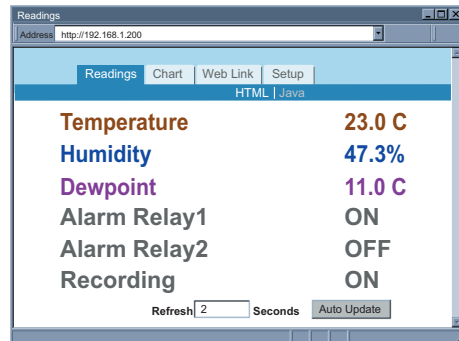 Readings
Address http://192.168.1.200
Readings Chart Web Link Setup
HTML | Java
Temperature 23.0 C
Humidity 47.3%
Dewpoint 11.0 C
Alarm Relay1 ON
Alarm Relay2 OFF
Recording ON
Refresh 2 Seconds Auto Update